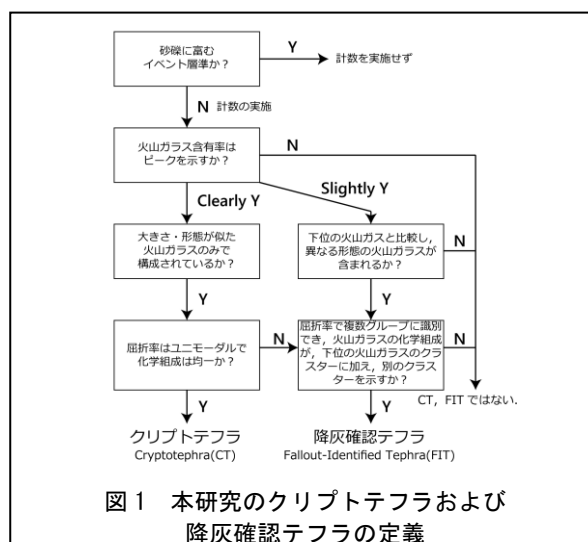 砂礫に富む
イベント層準か？
Y
計数を実施せず
N 計数の実施
火山ガラス含有率は
ピークを示すか？
N
Clearly Y
Slightly Y
大きさ・形態が似た
火山ガラスのみで
構成されているか？
下位の火山ガスと比較し，
異なる形態の火山ガラスが
含まれるか？
N
Y
Y
屈折率はユニモーダルで
化学組成は均一か？
N
屈折率で複数グループに識別
でき，火山ガラスの化学組成
が，下位の火山ガラスのクラ
スターに加え，別のクラス
ターを示すか？
N
Y
Y
CT，FIT ではない．
クリプトテフラ
Cryptotephra(CT)
降灰確認テフラ
Fallout-Identified Tephra(FIT)
図１　本研究のクリプトテフラおよび
降灰確認テフラの定義